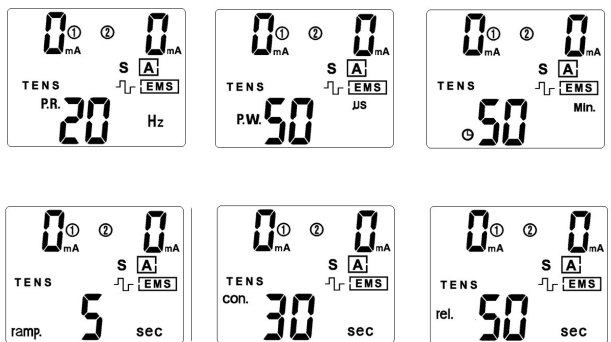 0 mA ① ② 0 mA
S A
TENS EMS
P.R. 20 Hz
0 mA ① ② 0 mA
S A
TENS EMS
µs
P.W. 50
0 mA ① ② 0 mA
S A
TENS EMS
Min.
50
0 mA ① ② 0 mA
S A
TENS EMS
ramp. 5 sec
0 mA ① ② 0 mA
S A
TENS EMS
con. 30 sec
0 mA ① ② 0 mA
S A
TENS EMS
rel. 50 sec